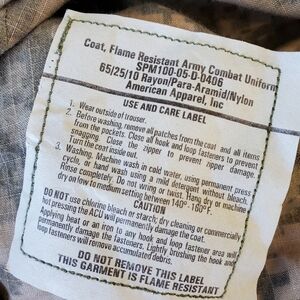 Coat, Flame Resistant Army Combat Uniform
SPM100-05-D-0406
65/25/10 Rayon/Para-Aramid/Nylon
American Apparel, Inc
USE AND CARE LABEL
1. Wear outside of trouser.
2. Before washing, remove all patches from the coat and all items
from the pockets. Close all hook and loop fasteners to prevent
snagging. Close the zipper to prevent zipper damage.
Turn the coat inside out.
3. Washing. Machine wash in cold water, using permanent press
cycle, or hand wash using a mild detergent without bleach.
Rinse completely. Do not wring or twist. Hang dry or machine
dry on low to medium setting between 140° -160° F.
CAUTION
DO NOT use chlorine bleach or starch, dry cleaning or commercially
hot pressing the ACU will permanently damage the coat.
Applying heat or an iron to any hook and loop fastener area will
damage the fasteners permanently. Lightly brushing the hook and
loop fasteners will remove accumulated debris.
DO NOT REMOVE THIS LABEL
THIS GARMENT IS FLAME RESISTANT